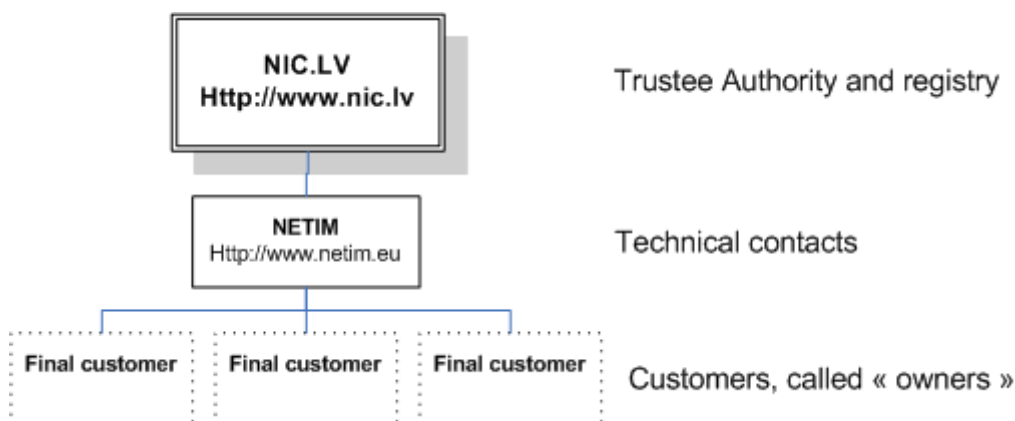 NIC.LV
Http://www.nic.lv
Trustee Authority and registry
NETIM
Http://www.netim.eu
Technical contacts
Final customer
Final customer
Final customer
Customers, called « owners »